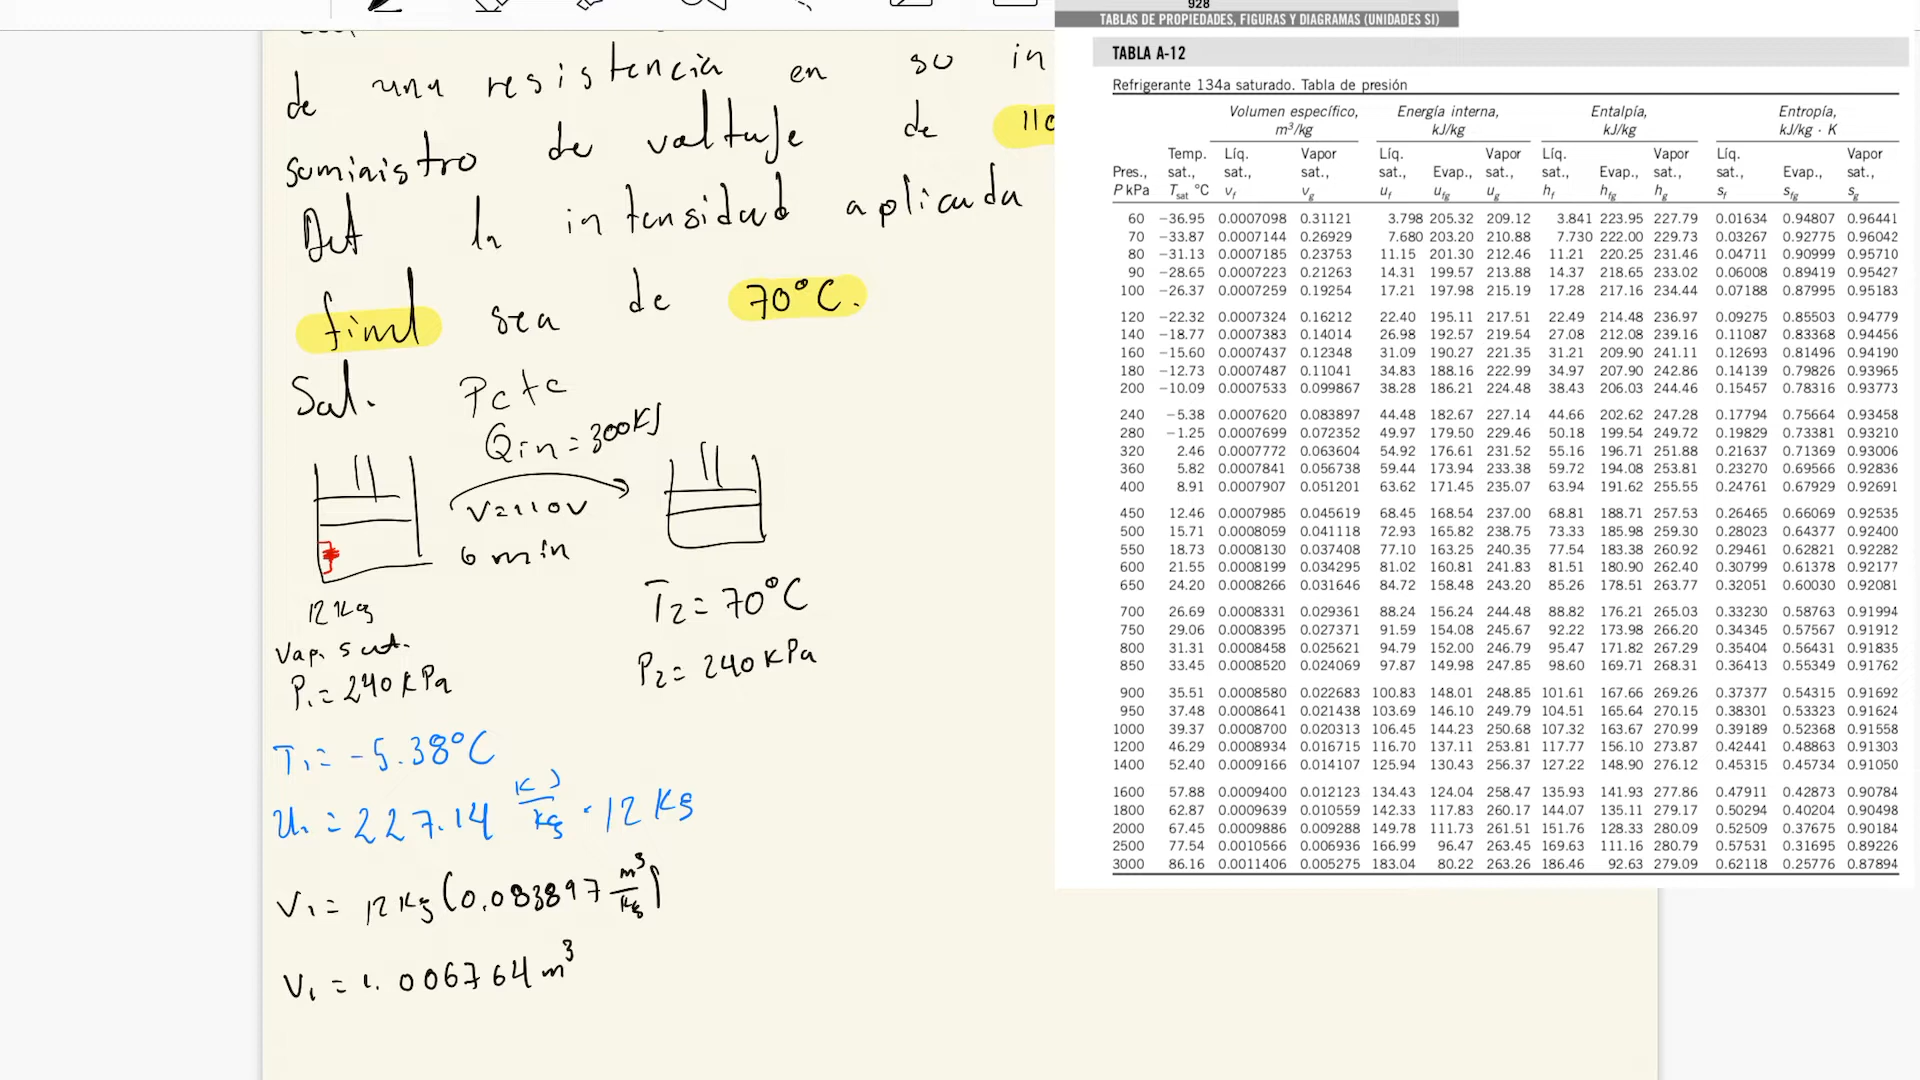 de una resistencia en su in
suministro de voltaje de 110
Det la intensidad aplicada
final sea de 70°C.
Sol. Pcte
Qin = 300KJ
V=110V
6 min
12 Kg
Vap. sat.
P₁ = 240 KPa
T₂ = 70°C
P₂ = 240 KPa
T₁ = -5.38°C
U₁ = 227.14 KJ/kg · 12 Kg
V₁ = 12 Kg (0.083897 m³/kg)
V₁ = 1.006764 m³
928
TABLAS DE PROPIEDADES, FIGURAS Y DIAGRAMAS (UNIDADES SI)
TABLA A-12
Refrigerante 134a saturado. Tabla de presión
Volumen específico, Energía interna, Entalpía, Entropía,
m³/kg kJ/kg kJ/kg kJ/kg · K
Temp. Líq. Vapor Líq. Vapor Líq. Vapor Líq. Vapor
Pres., sat., sat., sat., sat., Evap., sat., sat., Evap., sat., sat., Evap., sat.,
P kPa Tsat °C vf vg uf ufg ug hf hfg hg sf sfg sg
60 −36.95 0.0007098 0.31121 3.798 205.32 209.12 3.841 223.95 227.79 0.01634 0.94807 0.96441
70 −33.87 0.0007144 0.26929 7.680 203.20 210.88 7.730 222.00 229.73 0.03267 0.92775 0.96042
80 −31.13 0.0007185 0.23753 11.15 201.30 212.46 11.21 220.25 231.46 0.04711 0.90999 0.95710
90 −28.65 0.0007223 0.21263 14.31 199.57 213.88 14.37 218.65 233.02 0.06008 0.89419 0.95427
100 −26.37 0.0007259 0.19254 17.21 197.98 215.19 17.28 217.16 234.44 0.07188 0.87995 0.95183
120 −22.32 0.0007324 0.16212 22.40 195.11 217.51 22.49 214.48 236.97 0.09275 0.85503 0.94779
140 −18.77 0.0007383 0.14014 26.98 192.57 219.54 27.08 212.08 239.16 0.11087 0.83368 0.94456
160 −15.60 0.0007437 0.12348 31.09 190.27 221.35 31.21 209.90 241.11 0.12693 0.81496 0.94190
180 −12.73 0.0007487 0.11041 34.83 188.16 222.99 34.97 207.90 242.86 0.14139 0.79826 0.93965
200 −10.09 0.0007533 0.099867 38.28 186.21 224.48 38.43 206.03 244.46 0.15457 0.78316 0.93773
240 −5.38 0.0007620 0.083897 44.48 182.67 227.14 44.66 202.62 247.28 0.17794 0.75664 0.93458
280 −1.25 0.0007699 0.072352 49.97 179.50 229.46 50.18 199.54 249.72 0.19829 0.73381 0.93210
320 2.46 0.0007772 0.063604 54.92 176.61 231.52 55.16 196.71 251.88 0.21637 0.71369 0.93006
360 5.82 0.0007841 0.056738 59.44 173.94 233.38 59.72 194.08 253.81 0.23270 0.69566 0.92836
400 8.91 0.0007907 0.051201 63.62 171.45 235.07 63.94 191.62 255.55 0.24761 0.67929 0.92691
450 12.46 0.0007985 0.045619 68.45 168.54 237.00 68.81 188.71 257.53 0.26465 0.66069 0.92535
500 15.71 0.0008059 0.041118 72.93 165.82 238.75 73.33 185.98 259.30 0.28023 0.64377 0.92400
550 18.73 0.0008130 0.037408 77.10 163.25 240.35 77.54 183.38 260.92 0.29461 0.62821 0.92282
600 21.55 0.0008199 0.034295 81.02 160.81 241.83 81.51 180.90 262.40 0.30799 0.61378 0.92177
650 24.20 0.0008266 0.031646 84.72 158.48 243.20 85.26 178.51 263.77 0.32051 0.60030 0.92081
700 26.69 0.0008331 0.029361 88.24 156.24 244.48 88.82 176.21 265.03 0.33230 0.58763 0.91994
750 29.06 0.0008395 0.027371 91.59 154.08 245.67 92.22 173.98 266.20 0.34345 0.57567 0.91912
800 31.31 0.0008458 0.025621 94.79 152.00 246.79 95.47 171.82 267.29 0.35404 0.56431 0.91835
850 33.45 0.0008520 0.024069 97.87 149.98 247.85 98.60 169.71 268.31 0.36413 0.55349 0.91762
900 35.51 0.0008580 0.022683 100.83 148.01 248.85 101.61 167.66 269.26 0.37377 0.54315 0.91692
950 37.48 0.0008641 0.021438 103.69 146.10 249.79 104.51 165.64 270.15 0.38301 0.53323 0.91624
1000 39.37 0.0008700 0.020313 106.45 144.23 250.68 107.32 163.67 270.99 0.39189 0.52368 0.91558
1200 46.29 0.0008934 0.016715 116.70 137.11 253.81 117.77 156.10 273.87 0.42441 0.48863 0.91303
1400 52.40 0.0009166 0.014107 125.94 130.43 256.37 127.22 148.90 276.12 0.45315 0.45734 0.91050
1600 57.88 0.0009400 0.012123 134.43 124.04 258.47 135.93 141.93 277.86 0.47911 0.42873 0.90784
1800 62.87 0.0009639 0.010559 142.33 117.83 260.17 144.07 135.11 279.17 0.50294 0.40204 0.90498
2000 67.45 0.0009886 0.009288 149.78 111.73 261.51 151.76 128.33 280.09 0.52509 0.37675 0.90184
2500 77.54 0.0010566 0.006936 166.99 96.47 263.45 169.63 111.16 280.79 0.57531 0.31695 0.89226
3000 86.16 0.0011406 0.005275 183.04 80.22 263.26 186.46 92.63 279.09 0.62118 0.25776 0.87894